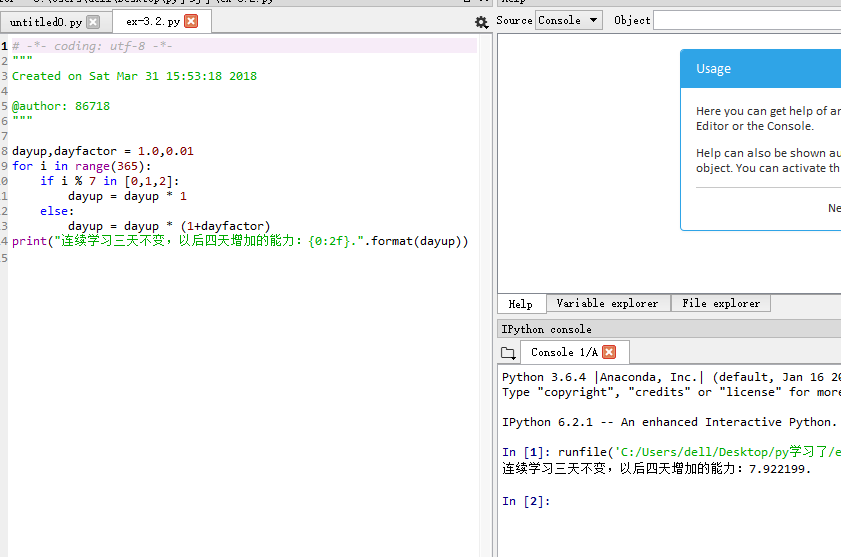 untitled0.py
ex-3.2.py
1 # -*- coding: utf-8 -*-
2 """
3 Created on Sat Mar 31 15:53:18 2018
4
5 @author: 86718
6 """
7
8 dayup,dayfactor = 1.0,0.01
9 for i in range(365):
0 if i % 7 in [0,1,2]:
1 dayup = dayup * 1
2 else:
3 dayup = dayup * (1+dayfactor)
4 print("连续学习三天不变，以后四天增加的能力：{0:2f}.".format(dayup))
5
Source Console Object
Usage
Here you can get help of an
Editor or the Console.
Help can also be shown au
object. You can activate th
Ne
Help Variable explorer File explorer
IPython console
Console 1/A
Python 3.6.4 |Anaconda, Inc.| (default, Jan 16 20
Type "copyright", "credits" or "license" for more
IPython 6.2.1 -- An enhanced Interactive Python.
In [1]: runfile('C:/Users/dell/Desktop/py学习了/e
连续学习三天不变，以后四天增加的能力：7.922199.
In [2]: